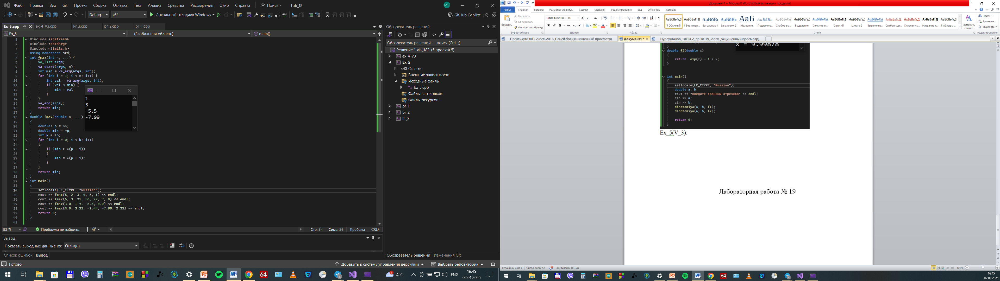 Файл Правка Вид Git Проект Сборка Отладка Тест Анализ Средства Расширения Окно Справка Поиск Lab_18 МБ
Debug x64 Локальный отладчик Windows GitHub Copilot
Ex_5.cpp ex_4_V3.cpp Pr_3.cpp pr_2.cpp pr_1.cpp
Ex_5 (Глобальная область) main()
1 #include <iostream>
2 #include <cstdarg>
3 #include <limits.h>
4 using namespace std;
5 int fmax(int n, ...) {
6 va_list args;
7 va_start(args, n);
8 int min = va_arg(args, int);
9 for (int i = 1; i < n; i++) {
10 int val = va_arg(args, int);
11 if (val < min) {
12 min = val;
13 }
14 }
15 va_end(args);
16 return min;
17 }
18 double fmax(double n, ...)
19 {
20 double* p = &n;
21 double min = *p;
22 int k = *p;
23 for (int i = 0; i < k; i++)
24 {
25 if (min > *(p + i))
26 {
27 min = *(p + i);
28 }
29 }
30 return min;
31 }
32 int main()
33 {
34 setlocale(LC_CTYPE, "Russian");
35 cout << fmax(5, 2, 3, 4, 5, 1) << endl;
36 cout << fmax(6, 3, 21, 56, 22, 7, 4) << endl;
37 cout << fmax(3.0, 1.7, -5.5, 0.0) << endl;
38 cout << fmax(4.0, 3.33, -1.44, -7.99, 2.22) << endl;
39 return 0;
40 }
41
1
3
-5.5
-7.99
83 % Проблемы не найдены. Стр: 34 Симв: 36 Пробелы CRLF
Вывод
Показать выходные данные из: Отладка
Список ошибок Вывод
Готово Добавить в систему управления версиями Выбрать репозиторий
Обозреватель решений
Обозреватель решений — поиск (Ctrl+;)
Решение "Lab_18" (5 проекта 5)
ex_4_V3
Ex_5
Ссылки
Внешние зависимости
Исходные файлы
Ex_5.cpp
Файлы заголовков
Файлы ресурсов
pr_1
pr_2
Pr_3
Обозреватель решений Изменения Git
64 4 1 4°C ENG 16:45
02.01.2025
Документ1 - Microsoft Word (Сбой активации продукта)
Файл Главная Вставка Разметка страницы Ссылки Рассылки Рецензирование Вид Office Tab Acrobat
Вставить
Вырезать
Копировать
Формат по образцу
Буфер обмена
Times New Ro 14
Ж К Ч
Шрифт
Абзац
АаБбВвГгД АаБбВвГгД АаБбВі АаБбВв АаБ АаБбВв. АаБбВвГгД АаБбВвГгД АаБбВвГгД АаБбВвГгД АаБбВвГгД АаБбВвГгД АаБбВвГгД АаБбВвГгД АаБбВвГгД АаБбВвГгД
¶ Обычный ¶ Без интер... Заголовок 1 Заголовок 2 Название Подзаголо... Слабое вы... Выделение Сильное в... Строгий Цитата 2 Выделенна... Слабая ссы... Сильная сс... Название к... ¶ Абзац сп...
Стили
Изменить стили
Найти
Заменить
Выделить
Редактирование
ПрактикумОАП-2часть2018_Пацей.doc (защищенный просмотр) Документ1 * Нурсултанов_10ПИ-2_лр 18-19_.docx (защищенный просмотр)
x = 9.99878
}
double f2(double x)
{
return exp(x) - 1 / x;
}
int main()
{
setlocale(LC_CTYPE, "Russian");
double a, b;
cout << "Введите границы отрезков" << endl;
cin >> a;
cin >> b;
dihotomiya(a, b, f1);
dihotomiya(a, b, f2);
return 0;
}
Ex_5(V_3):
Лабораторная работа № 19
Страница: 4 из 4 Число слов: 57 английский (США) 120%
64 4 16:45
02.01.2025